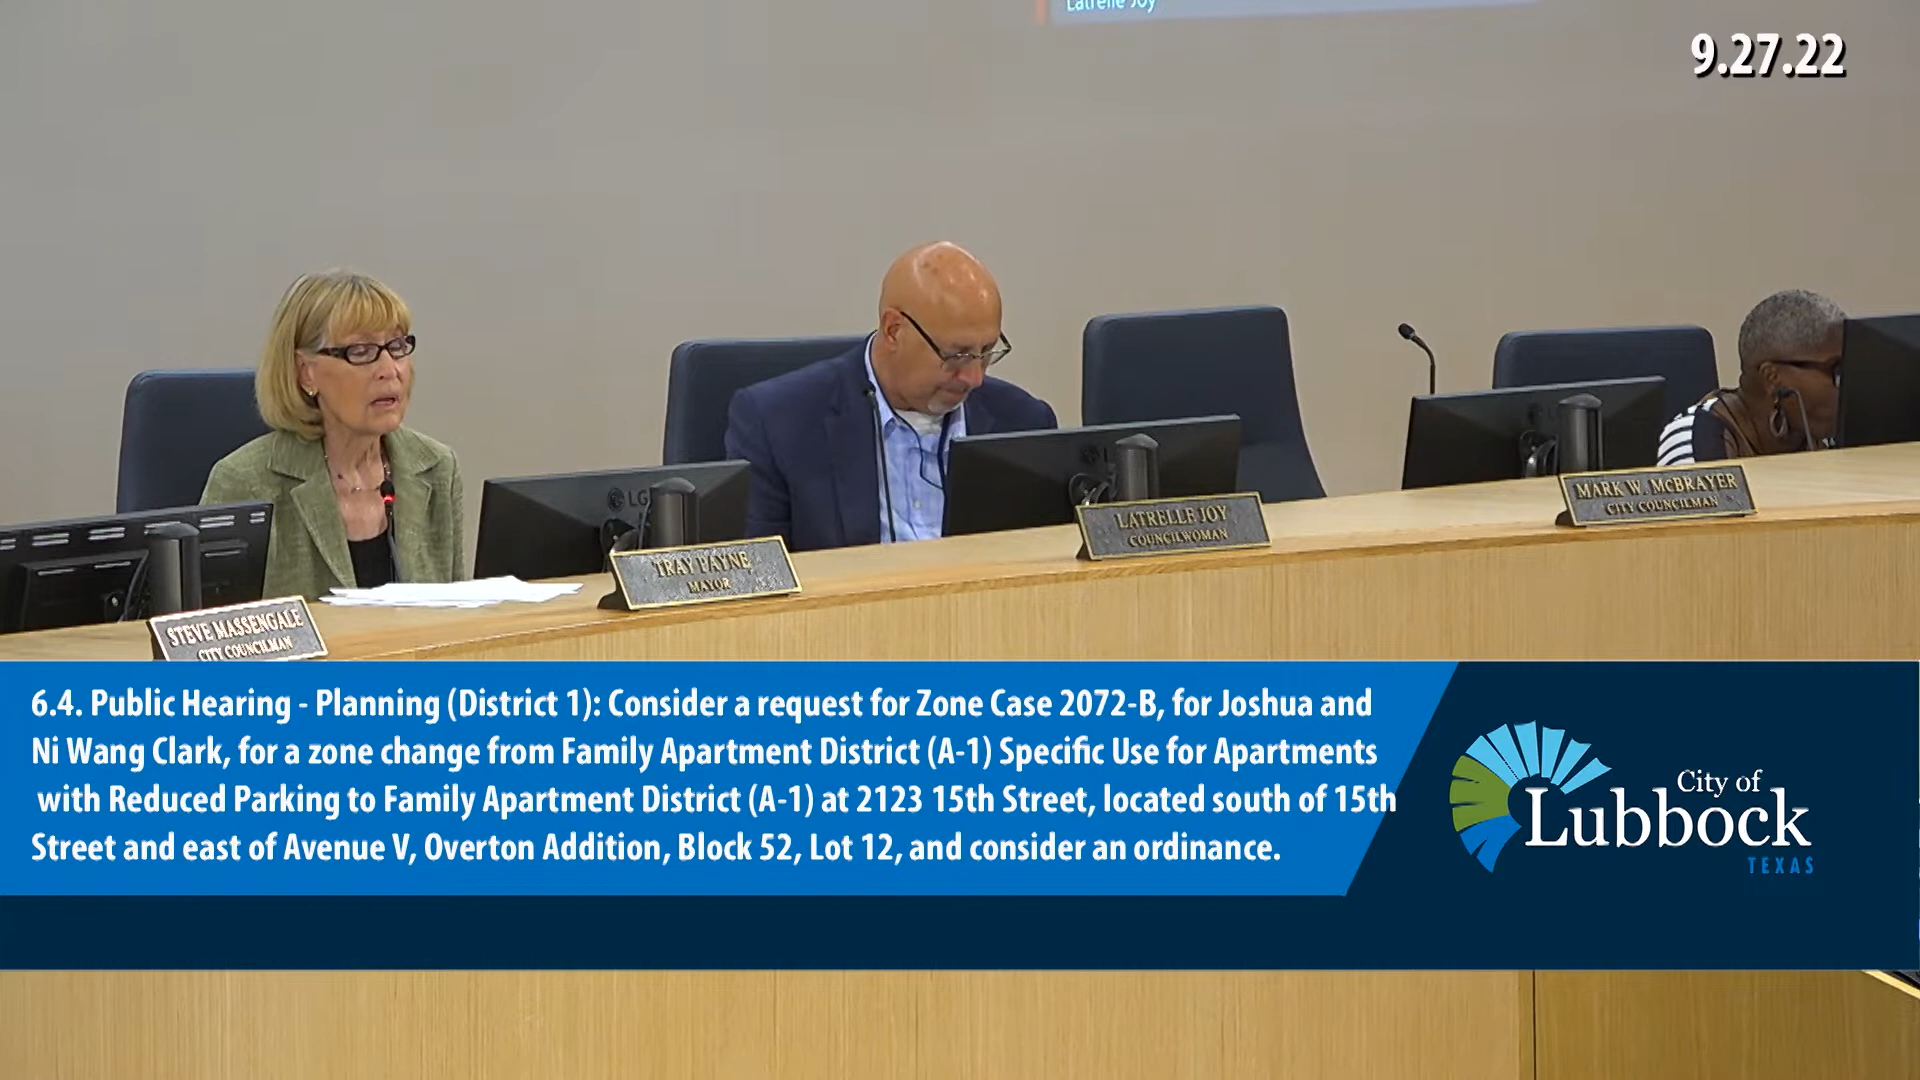 Latrelle Joy
9.27.22
LG
STEVE MASSENGALE
CITY COUNCILMAN
TRAY PAYNE
MAYOR
LATRELLE JOY
COUNCILWOMAN
MARK W. MCBRAYER
CITY COUNCILMAN
6.4. Public Hearing - Planning (District 1): Consider a request for Zone Case 2072-B, for Joshua and
Ni Wang Clark, for a zone change from Family Apartment District (A-1) Specific Use for Apartments
with Reduced Parking to Family Apartment District (A-1) at 2123 15th Street, located south of 15th
Street and east of Avenue V, Overton Addition, Block 52, Lot 12, and consider an ordinance.
City of
Lubbock
TEXAS